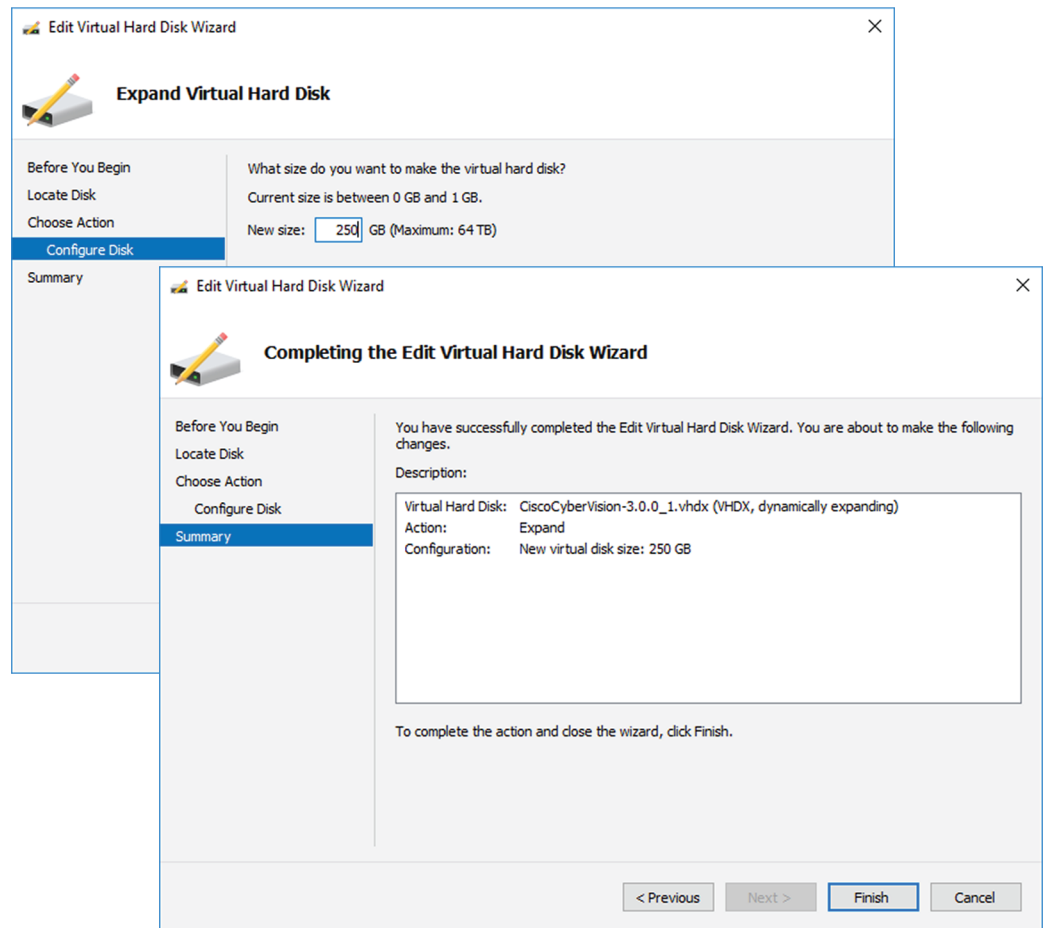 Edit Virtual Hard Disk Wizard
Expand Virtual Hard Disk
Before You Begin
Locate Disk
Choose Action
Configure Disk
Summary
What size do you want to make the virtual hard disk?
Current size is between 0 GB and 1 GB.
New size: 250 GB (Maximum: 64 TB)
Edit Virtual Hard Disk Wizard
Completing the Edit Virtual Hard Disk Wizard
Before You Begin
Locate Disk
Choose Action
Configure Disk
Summary
You have successfully completed the Edit Virtual Hard Disk Wizard. You are about to make the following
changes.
Description:
Virtual Hard Disk: CiscoCyberVision-3.0.0_1.vhdx (VHDX, dynamically expanding)
Action: Expand
Configuration: New virtual disk size: 250 GB
To complete the action and close the wizard, click Finish.
< Previous Next > Finish Cancel